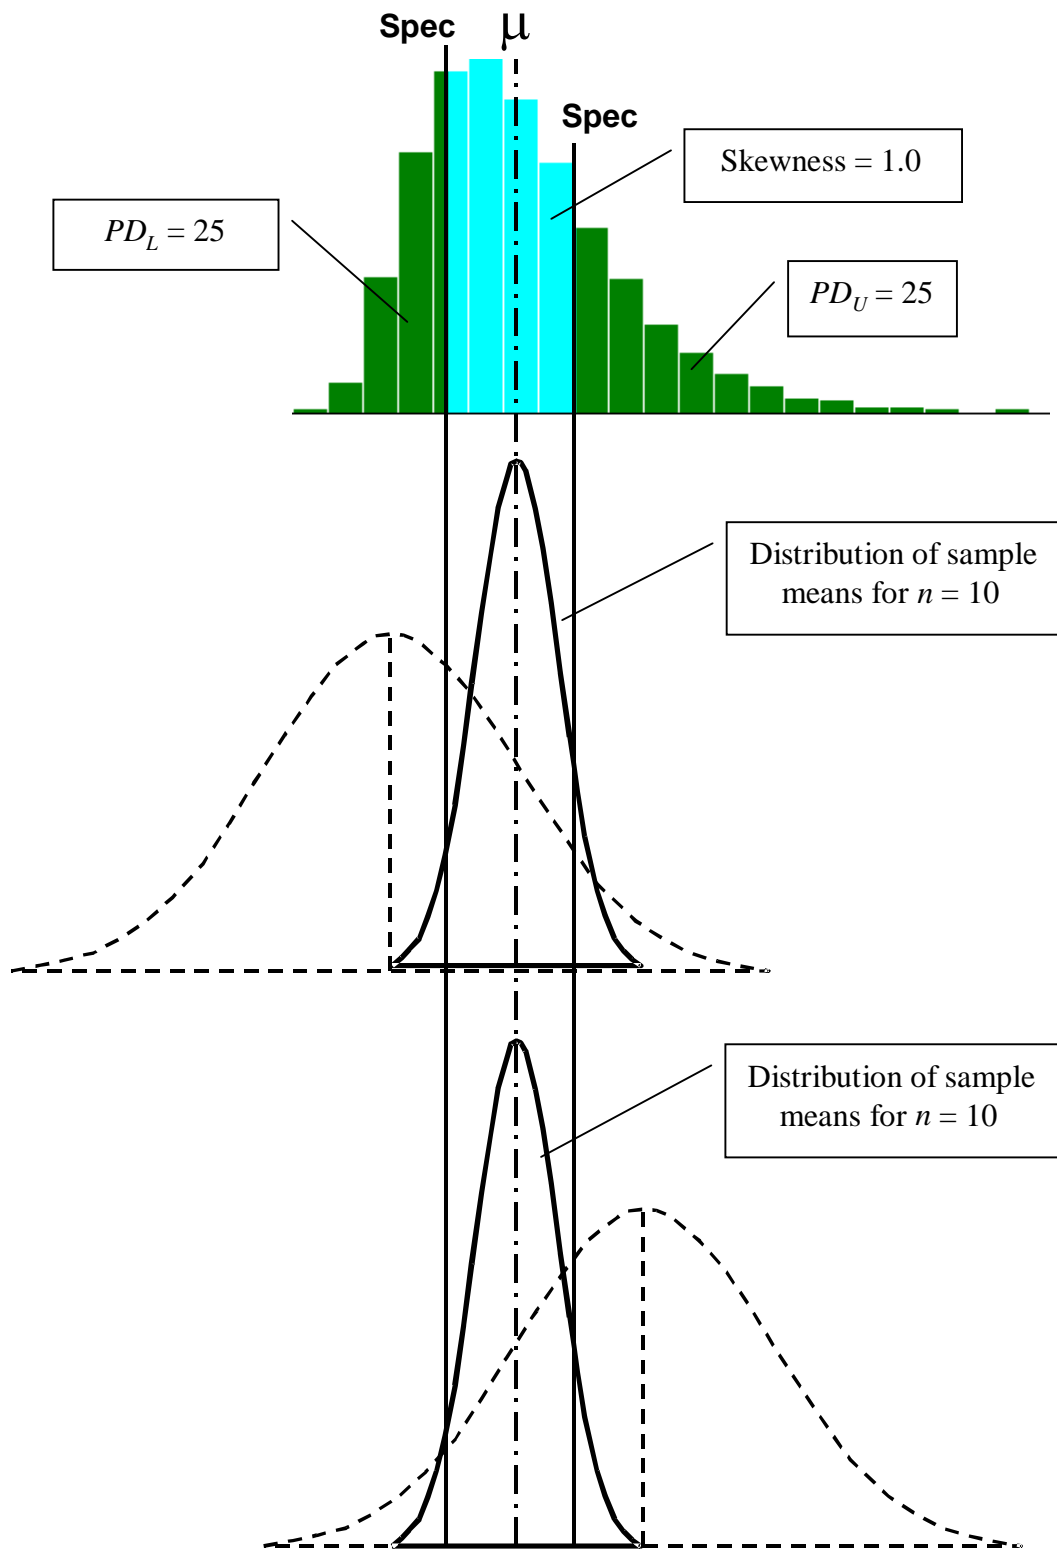 Spec
μ
Spec
Skewness = 1.0
PD_L = 25
PD_U = 25
Distribution of sample
means for n = 10
Distribution of sample
means for n = 10